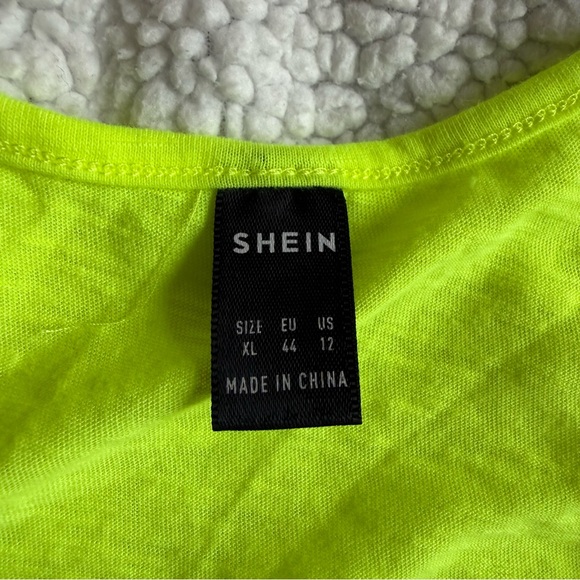 SHEIN
SIZE EU US
XL 44 12
MADE IN CHINA